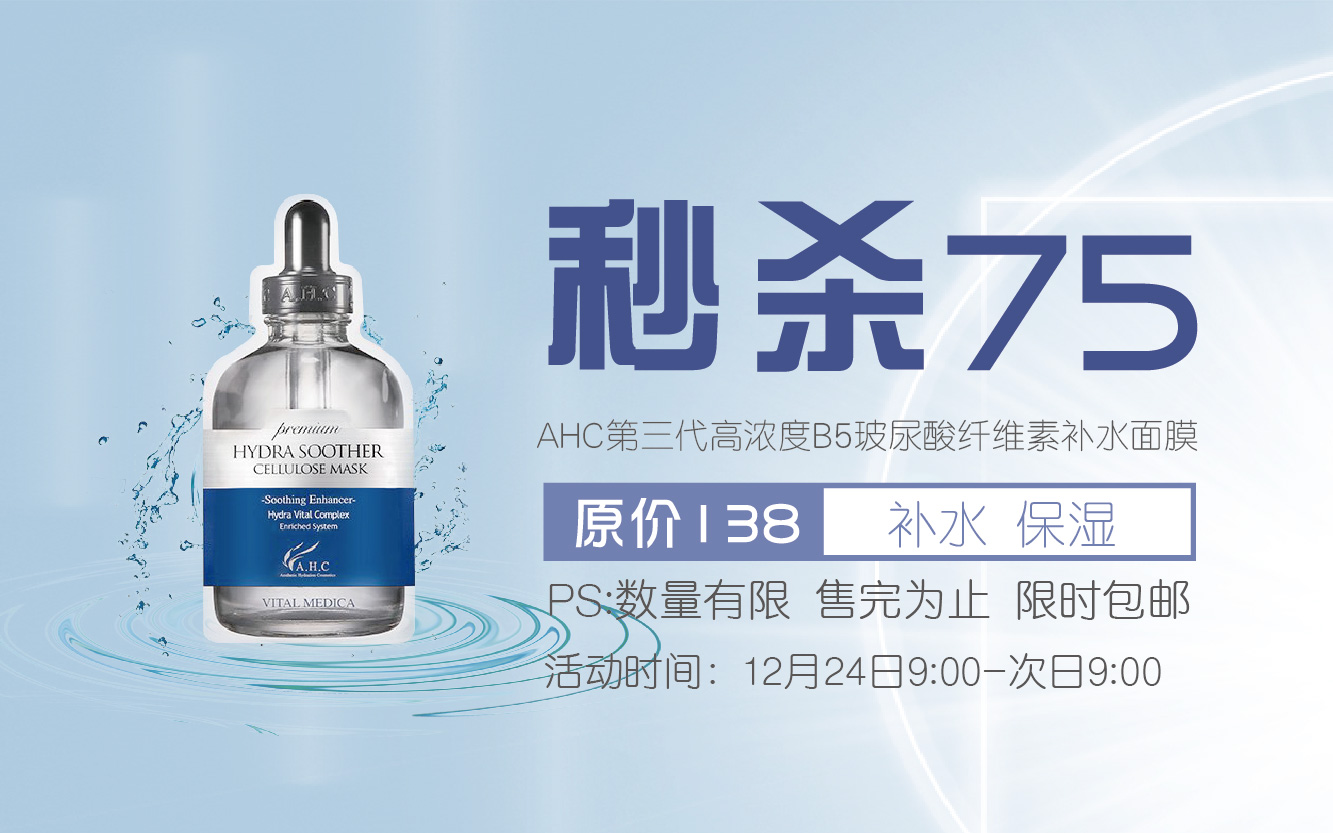 A.H.C
premium
HYDRA SOOTHER
CELLULOSE MASK
-Soothing Enhancer-
Hydra Vital Complex
Enriched System
A.H.C
Aesthetic Hydration Cosmetics
VITAL MEDICA
秒杀75
AHC第三代高浓度B5玻尿酸纤维素补水面膜
原价138 补水 保湿
PS:数量有限 售完为止 限时包邮
活动时间：12月24日9:00-次日9:00